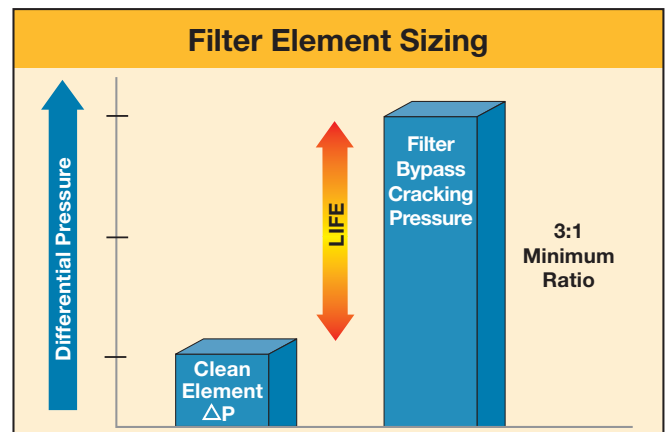 Filter Element Sizing
Differential Pressure
Clean
Element
△P
LIFE
Filter
Bypass
Cracking
Pressure
3:1
Minimum
Ratio